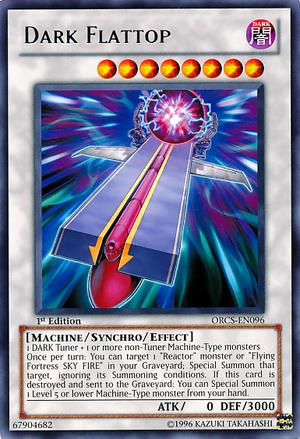 DARK FLATTOP
DARK
闇
1st Edition
ORCS-EN096
[MACHINE/SYNCHRO/EFFECT]
1 DARK Tuner + 1 or more non-Tuner Machine-Type monsters
Once per turn: You can target 1 "Reactor" monster or "Flying
Fortress SKY FIRE" in your Graveyard; Special Summon that
target, ignoring its Summoning conditions. If this card is
destroyed and sent to the Graveyard: You can Special Summon
1 Level 5 or lower Machine-Type monster from your hand.
ATK/ 0 DEF/3000
67904682
©1996 KAZUKI TAKAHASHI